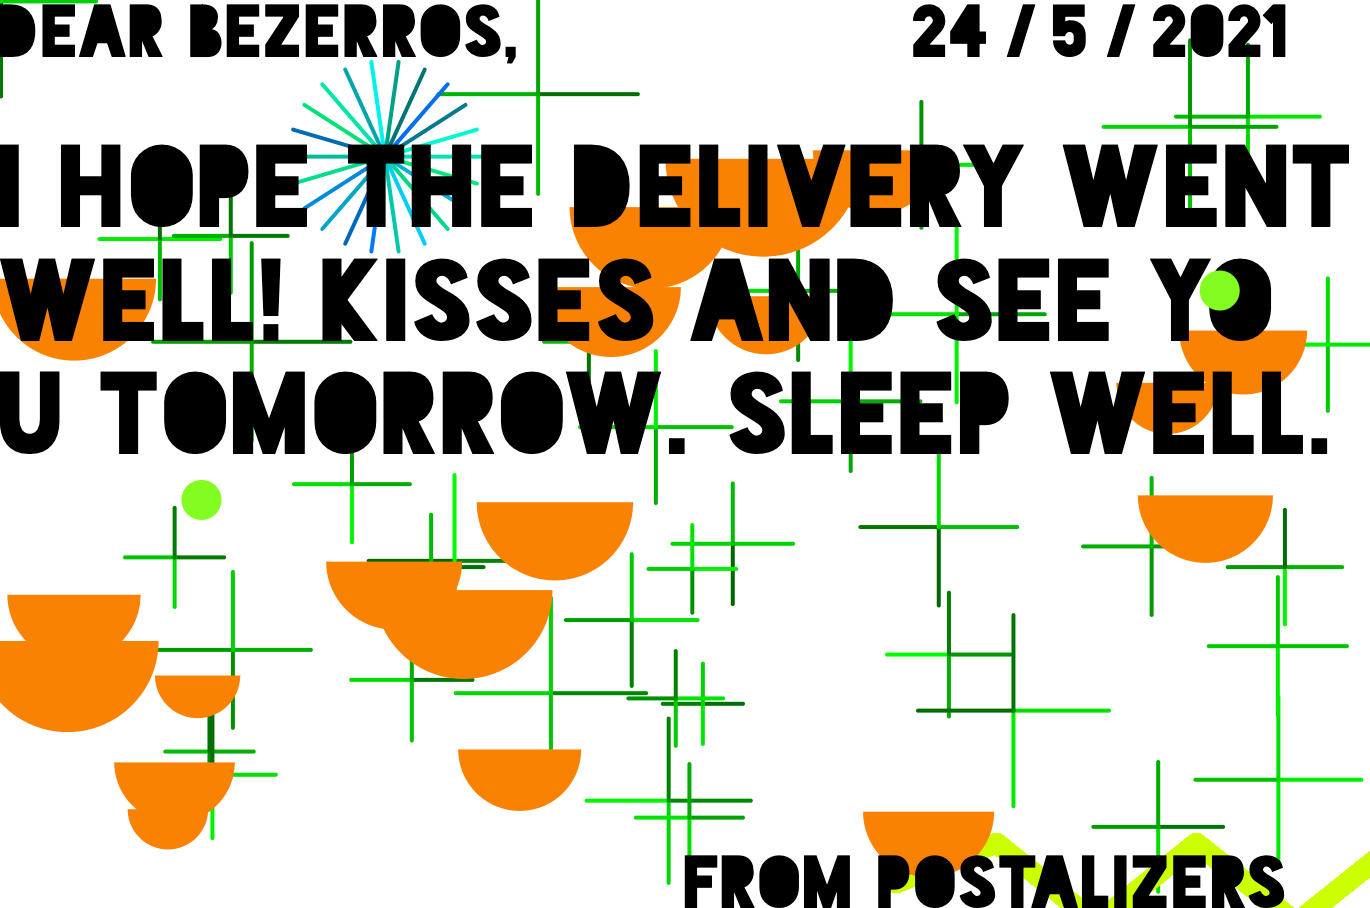 DEAR BEZERROS, 24 / 5 / 2021
I HOPE THE DELIVERY WENT
WELL! KISSES AND SEE YO
U TOMORROW. SLEEP WELL.
FROM POSTALIZERS